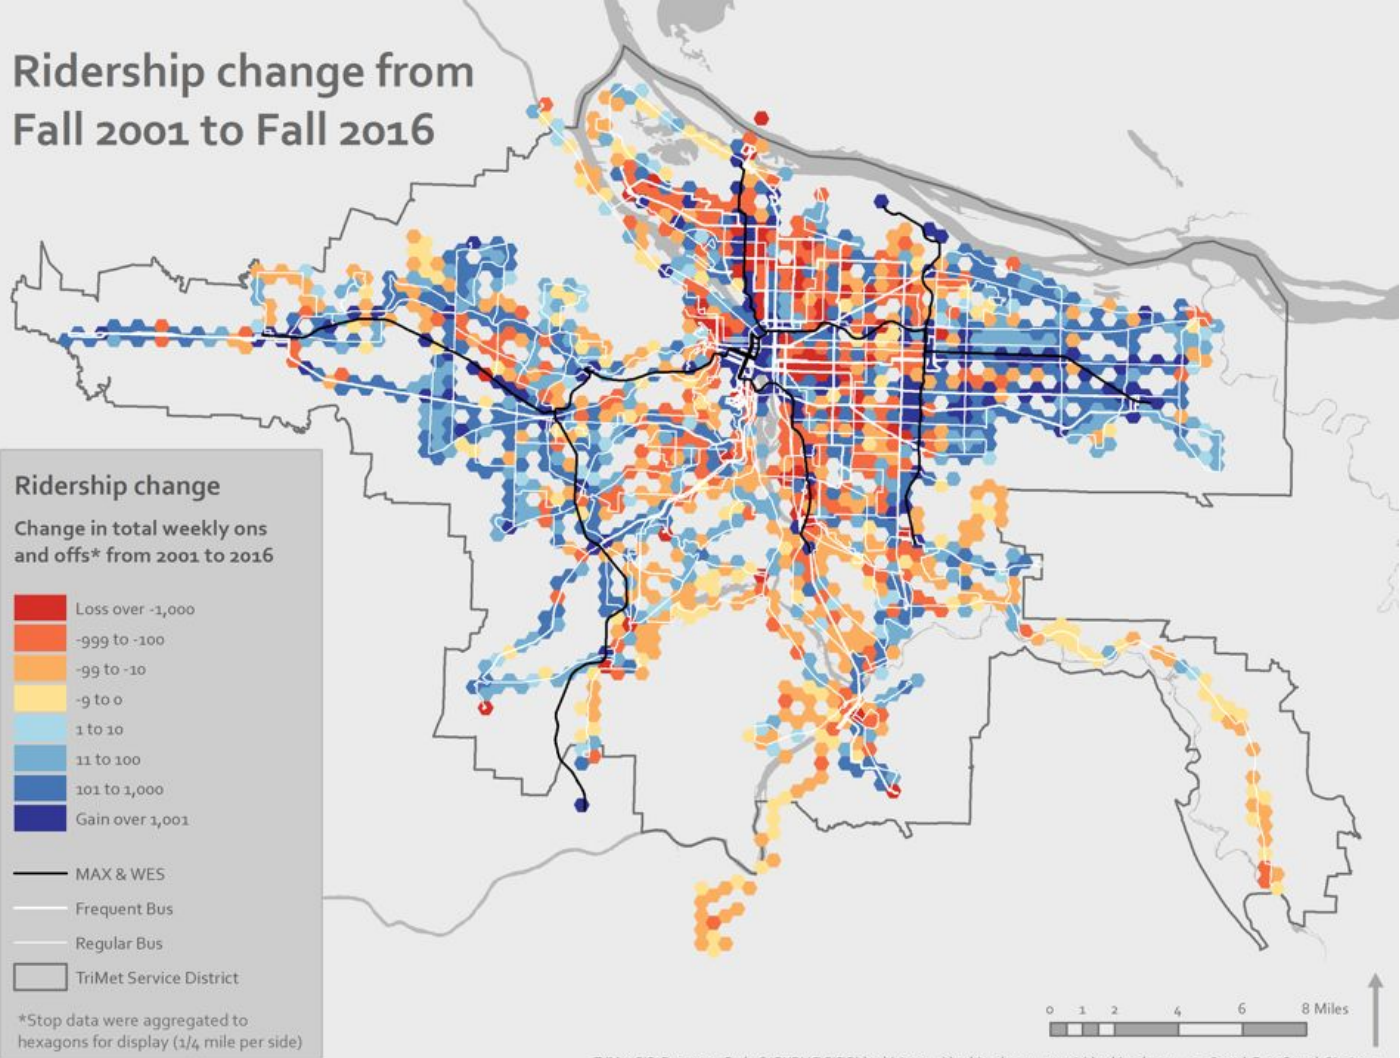 Ridership change from
Fall 2001 to Fall 2016
Ridership change
Change in total weekly ons
and offs* from 2001 to 2016
Loss over -1,000
-999 to -100
-99 to -10
-9 to 0
1 to 10
11 to 100
101 to 1,000
Gain over 1,001
MAX & WES
Frequent Bus
Regular Bus
TriMet Service District
*Stop data were aggregated to
hexagons for display (1/4 mile per side)
0 1 2 4 6 8 Miles